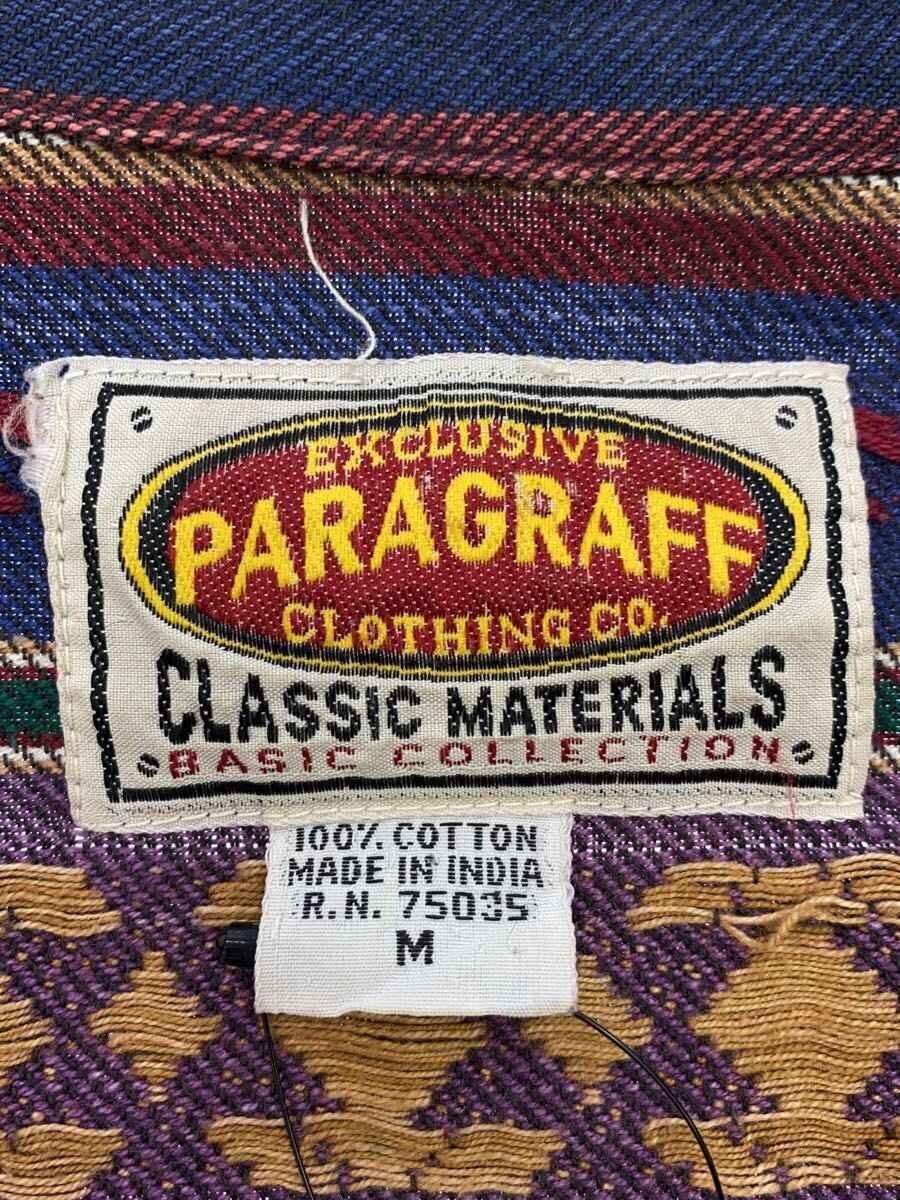 EXCLUSIVE
PARAGRAFF
CLOTHING CO.
CLASSIC MATERIALS
BASIC COLLECTION
100% COTTON
MADE IN INDIA
R.N. 75035
M